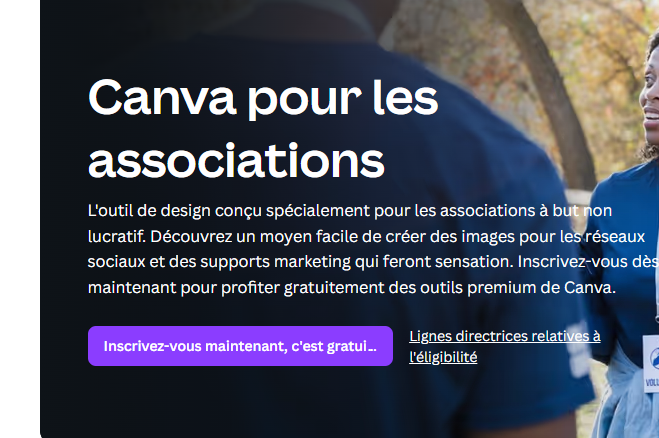 Canva pour les
associations
L'outil de design conçu spécialement pour les associations à but non
lucratif. Découvrez un moyen facile de créer des images pour les réseaux
sociaux et des supports marketing qui feront sensation. Inscrivez-vous dès
maintenant pour profiter gratuitement des outils premium de Canva.
Inscrivez-vous maintenant, c'est gratui...
Lignes directrices relatives à
l'éligibilité